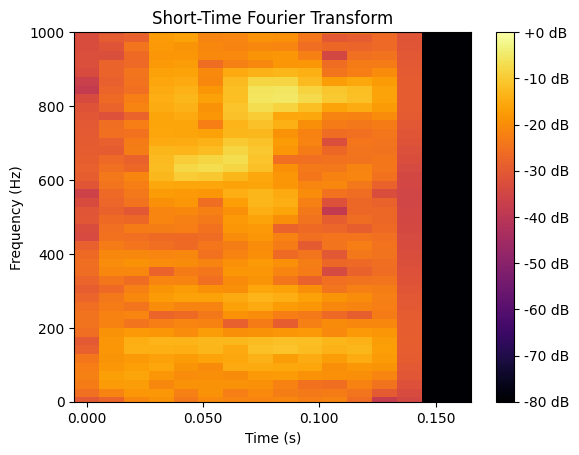 Short-Time Fourier Transform
1000
800
600
400
200
0
Frequency (Hz)
0.000
0.050
0.100
0.150
Time (s)
+0 dB
-10 dB
-20 dB
-30 dB
-40 dB
-50 dB
-60 dB
-70 dB
-80 dB